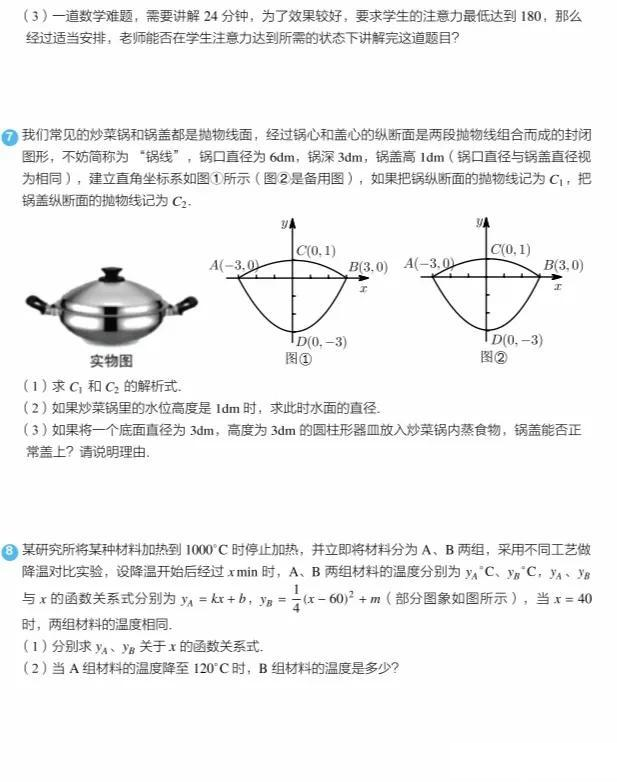 （3）一道数学难题，需要讲解 24 分钟，为了效果较好，要求学生的注意力最低达到 180，那么
经过适当安排，老师能否在学生注意力达到所需的状态下讲解完这道题目？
7 我们常见的炒菜锅和锅盖都是抛物线面，经过锅心和盖心的纵断面是两段抛物线组合而成的封闭
图形，不妨简称为 “锅线”，锅口直径为 6dm，锅深 3dm，锅盖高 1dm（锅口直径与锅盖直径视
为相同），建立直角坐标系如图①所示（图②是备用图），如果把锅纵断面的抛物线记为 C₁，把
锅盖纵断面的抛物线记为 C₂．
实物图
y
C(0, 1)
A(−3, 0)
B(3, 0)
x
D(0, −3)
图①
y
C(0, 1)
A(−3, 0)
B(3, 0)
x
D(0, −3)
图②
（1）求 C₁ 和 C₂ 的解析式．
（2）如果炒菜锅里的水位高度是 1dm 时，求此时水面的直径．
（3）如果将一个底面直径为 3dm，高度为 3dm 的圆柱形器皿放入炒菜锅内蒸食物，锅盖能否正
常盖上？请说明理由．
8 某研究所将某种材料加热到 1000°C 时停止加热，并立即将材料分为 A、B 两组，采用不同工艺做
降温对比实验，设降温开始后经过 x min 时，A、B 两组材料的温度分别为 y_A°C、y_B°C，y_A、y_B
与 x 的函数关系式分别为 y_A = kx + b，y_B = 1/4(x − 60)² + m（部分图象如图所示），当 x = 40
时，两组材料的温度相同．
（1）分别求 y_A、y_B 关于 x 的函数关系式．
（2）当 A 组材料的温度降至 120°C 时，B 组材料的温度是多少？